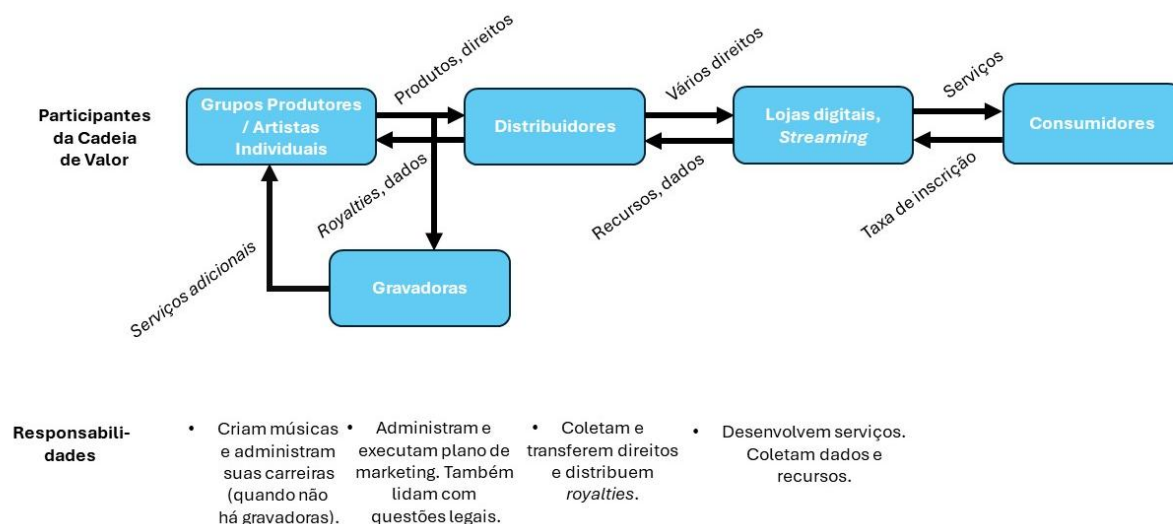 Participantes
da Cadeia
de Valor
Grupos Produtores
/ Artistas
Individuais
Produtos, direitos
Royalties, dados
Distribuidores
Vários direitos
Recursos, dados
Lojas digitais,
Streaming
Serviços
Taxa de inscrição
Consumidores
Serviços adicionais
Gravadoras
Responsabili-
dades
• Criam músicas
e administram
suas carreiras
(quando não
há gravadoras).
• Administram e
executam plano de
marketing. Também
lidam com
questões legais.
• Coletam e
transferem direitos
e distribuem
royalties.
• Desenvolvem serviços.
Coletam dados e
recursos.